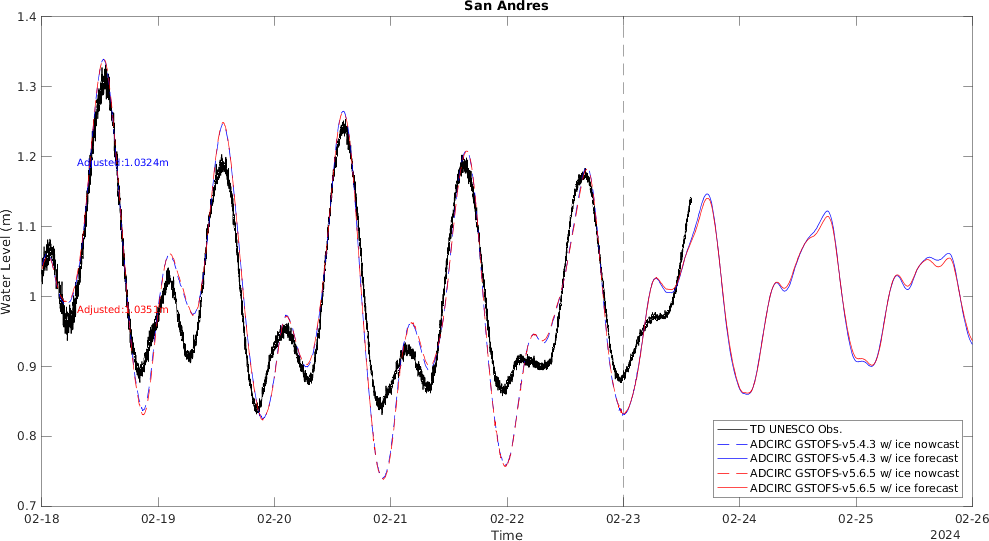 San Andres
1.4
1.3
1.2
1.1
1
0.9
0.8
0.7
Water Level (m)
Adjusted:1.0324m
Adjusted:1.0351m
TD UNESCO Obs.
ADCIRC GSTOFS-v5.4.3 w/ ice nowcast
ADCIRC GSTOFS-v5.4.3 w/ ice forecast
ADCIRC GSTOFS-v5.6.5 w/ ice nowcast
ADCIRC GSTOFS-v5.6.5 w/ ice forecast
02-18 02-19 02-20 02-21 02-22 02-23 02-24 02-25 02-26
Time
2024